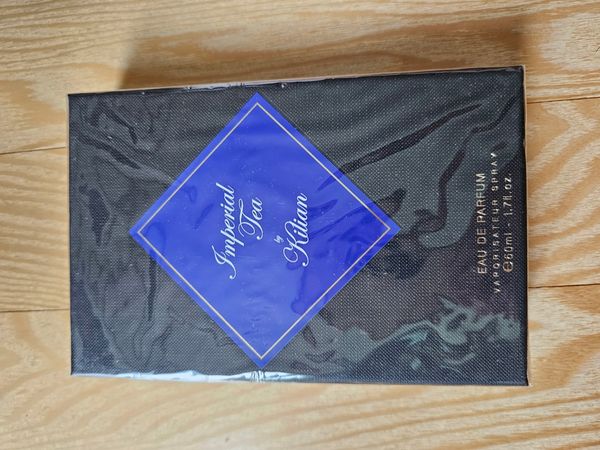 Imperial
Tea
by
Kilian
EAU DE PARFUM
VAPORISATEUR SPRAY
℮60ml - 1.7fl.oz.